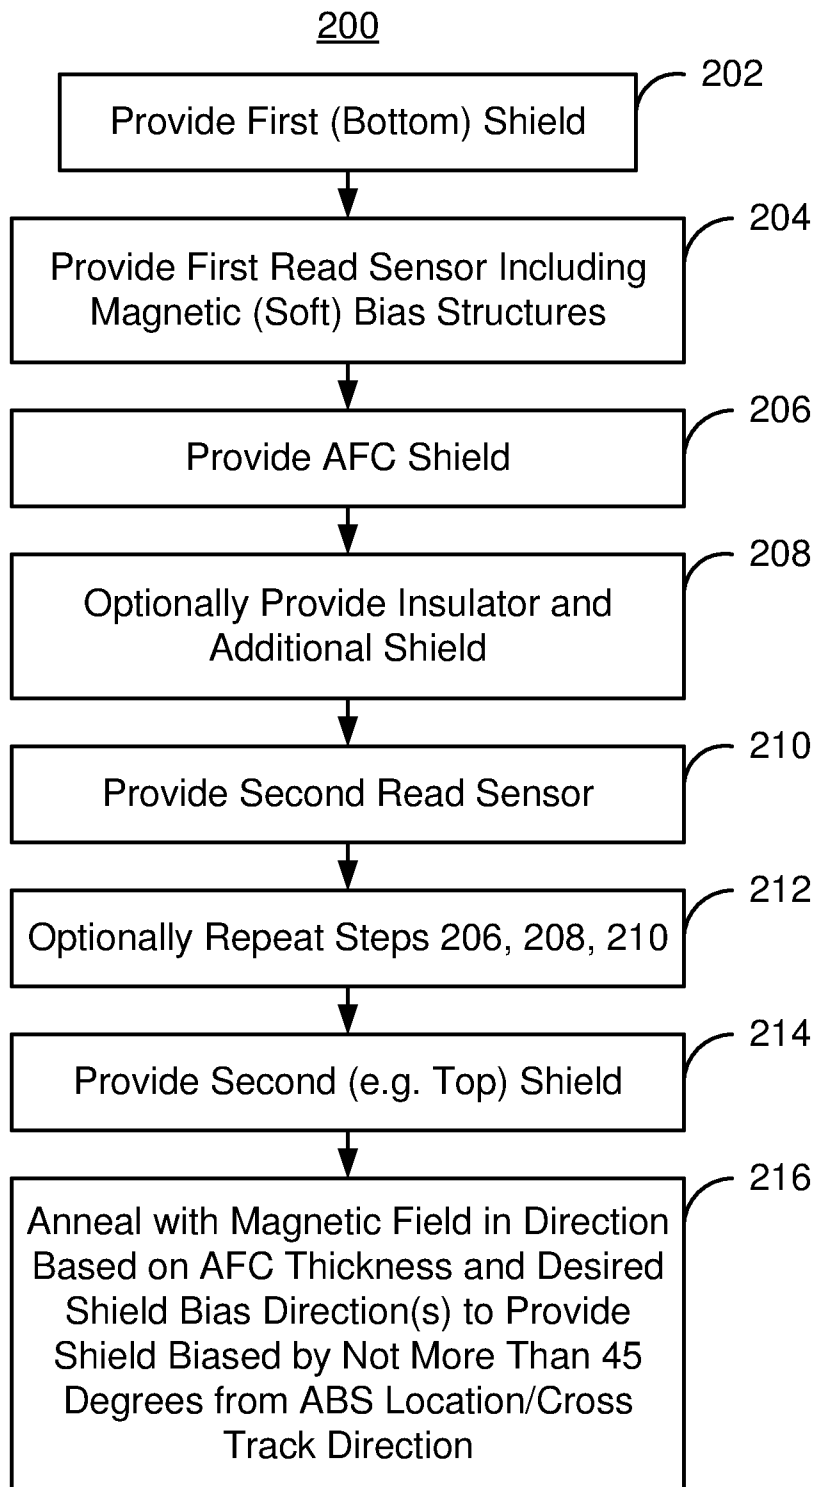 200
202
Provide First (Bottom) Shield
204
Provide First Read Sensor Including
Magnetic (Soft) Bias Structures
206
Provide AFC Shield
208
Optionally Provide Insulator and
Additional Shield
210
Provide Second Read Sensor
212
Optionally Repeat Steps 206, 208, 210
214
Provide Second (e.g. Top) Shield
216
Anneal with Magnetic Field in Direction
Based on AFC Thickness and Desired
Shield Bias Direction(s) to Provide
Shield Biased by Not More Than 45
Degrees from ABS Location/Cross
Track Direction